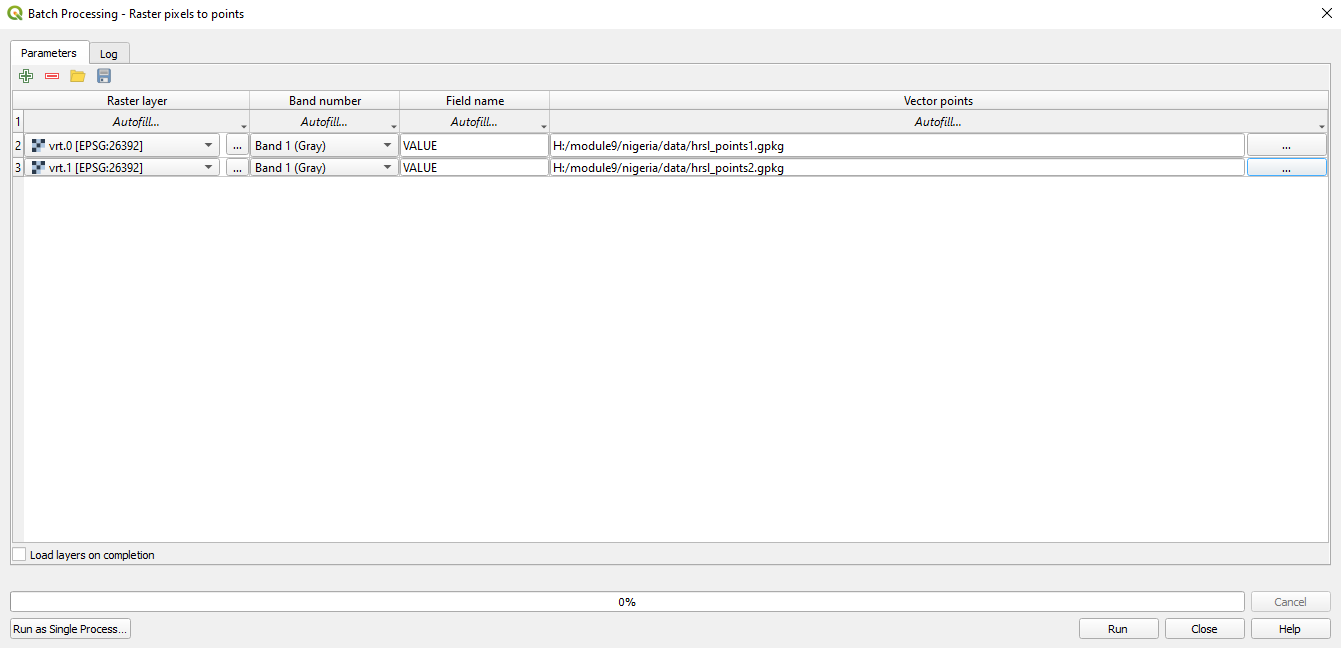 Batch Processing - Raster pixels to points
Parameters
Log
Raster layer Band number Field name Vector points
1 Autofill... Autofill... Autofill... Autofill...
2 vrt.0 [EPSG:26392] ... Band 1 (Gray) VALUE H:/module9/nigeria/data/hrsl_points1.gpkg ...
3 vrt.1 [EPSG:26392] ... Band 1 (Gray) VALUE H:/module9/nigeria/data/hrsl_points2.gpkg ...
Load layers on completion
0% Cancel
Run as Single Process... Run Close Help